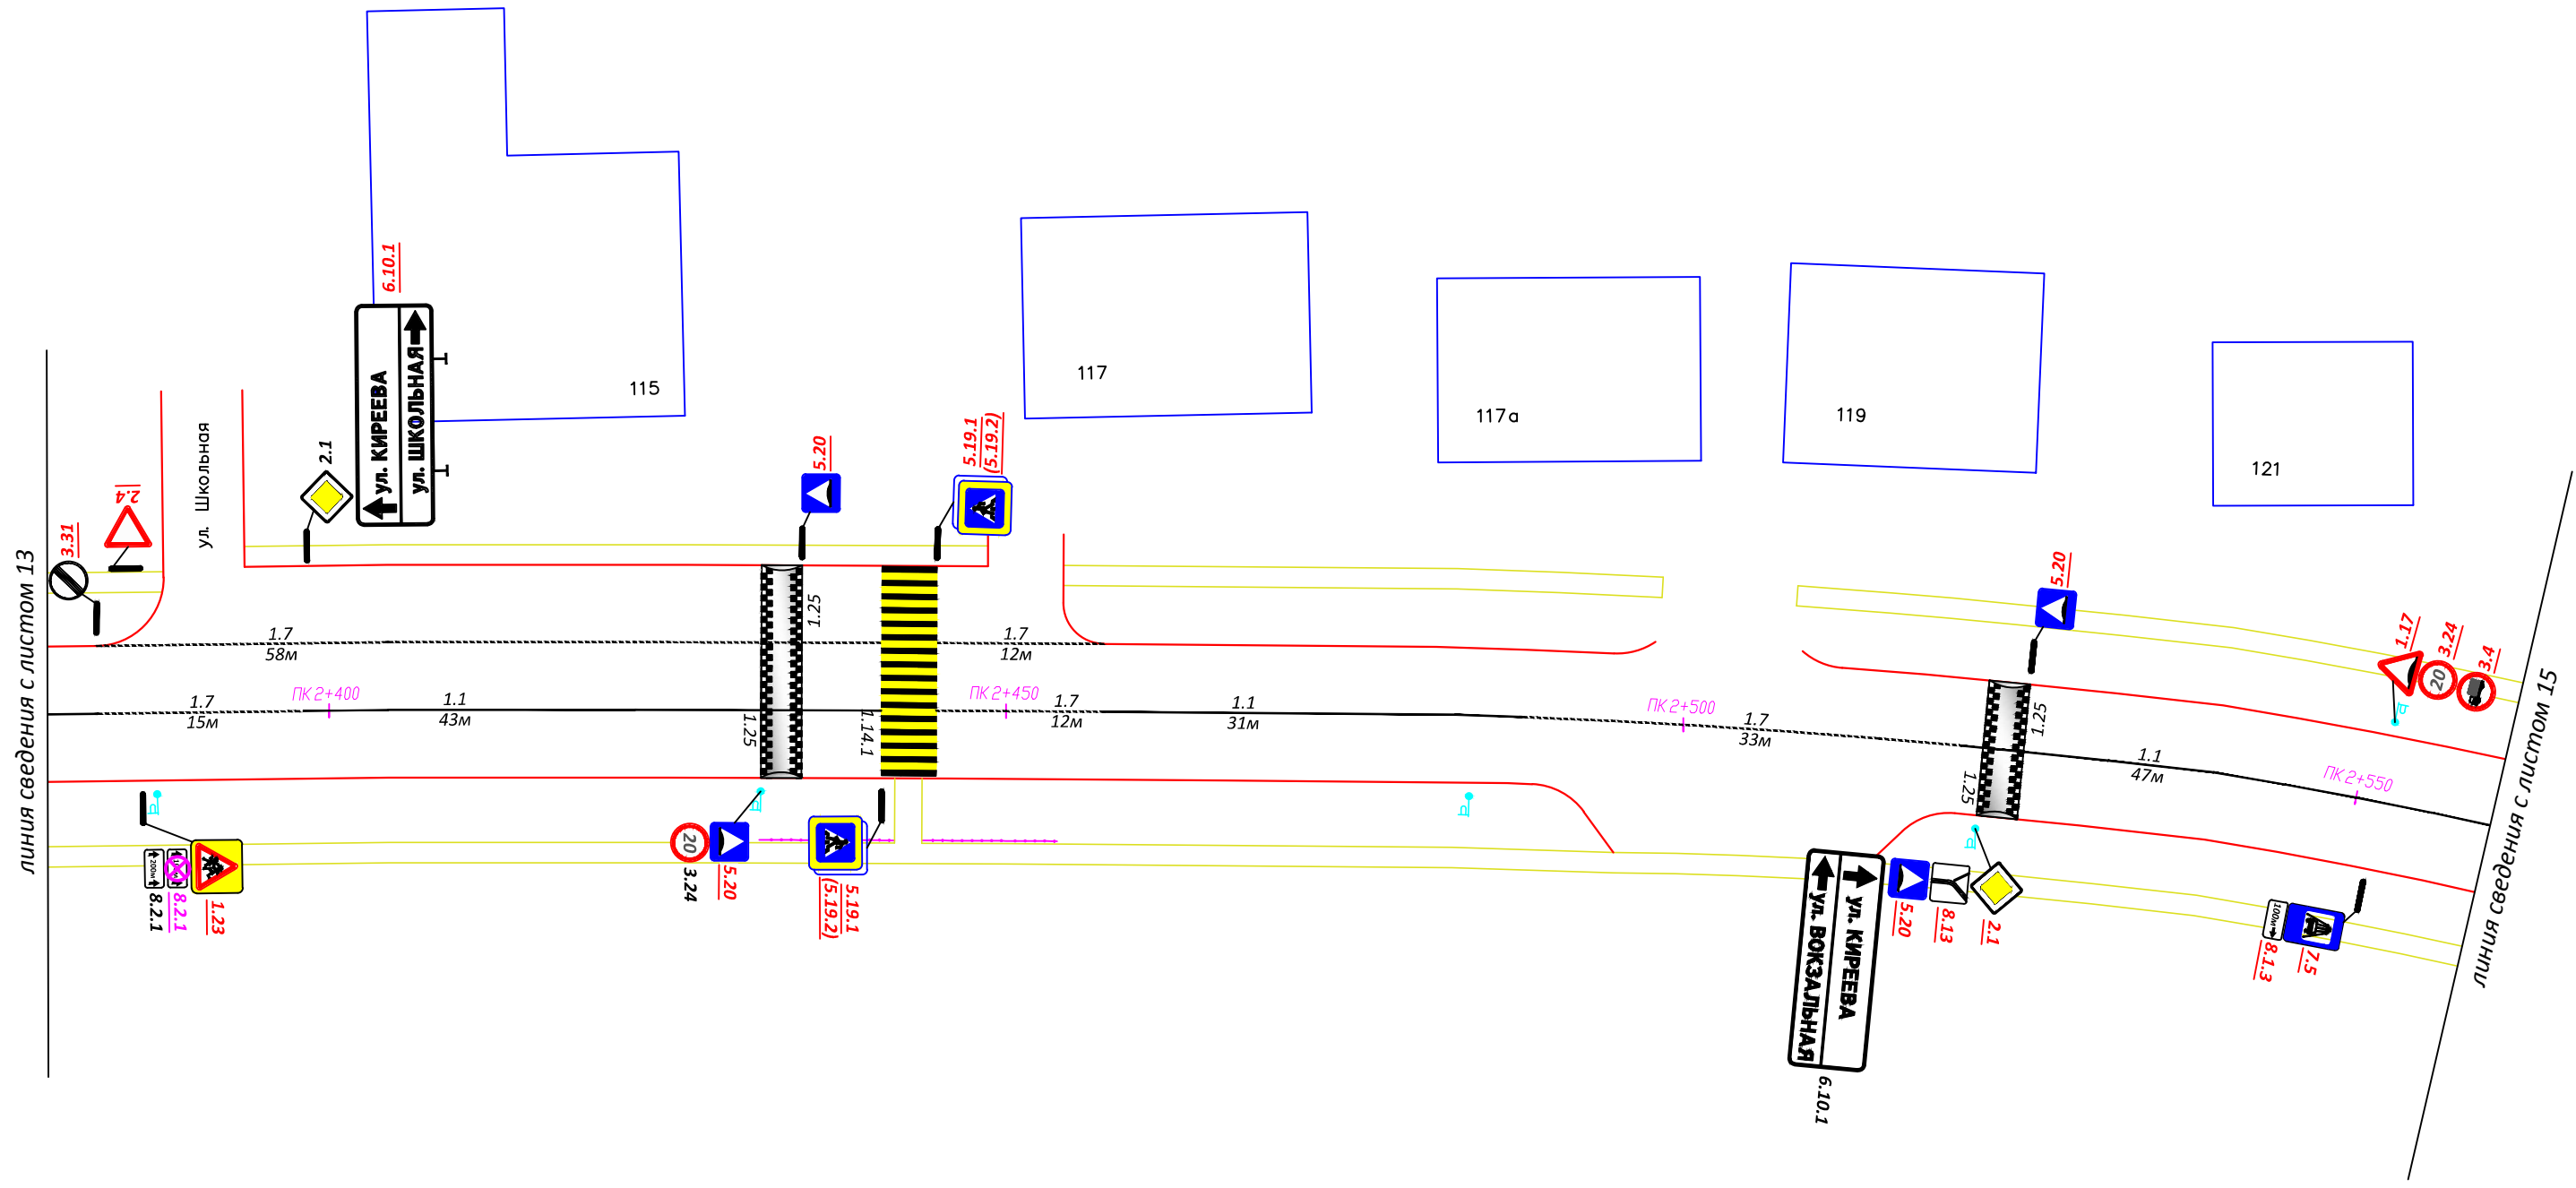 линия сведения с листом 13
3.31
2.4
ул. Школьная
2.1
6.10.1
ул. КИРЕЕВА
ул. ШКОЛЬНАЯ
115
5.20
5.19.1
(5.19.2)
117
117а
119
121
5.20
1.17
3.24
3.4
20
линия сведения с листом 15
1.7
58м
1.25
1.7
12м
1.7
15м
ПК 2+400
1.1
43м
1.25
1.14.1
ПК 2+450
1.7
12м
1.1
31м
ПК 2+500
1.7
33м
1.25
1.25
1.1
47м
ПК 2+550
200м
8.2.1
8.2.1
1.23
20
3.24
5.20
5.19.1
(5.19.2)
ул. КИРЕЕВА
ул. ВОКЗАЛЬНАЯ
6.10.1
5.20
8.13
2.1
100м
8.1.3
7.5